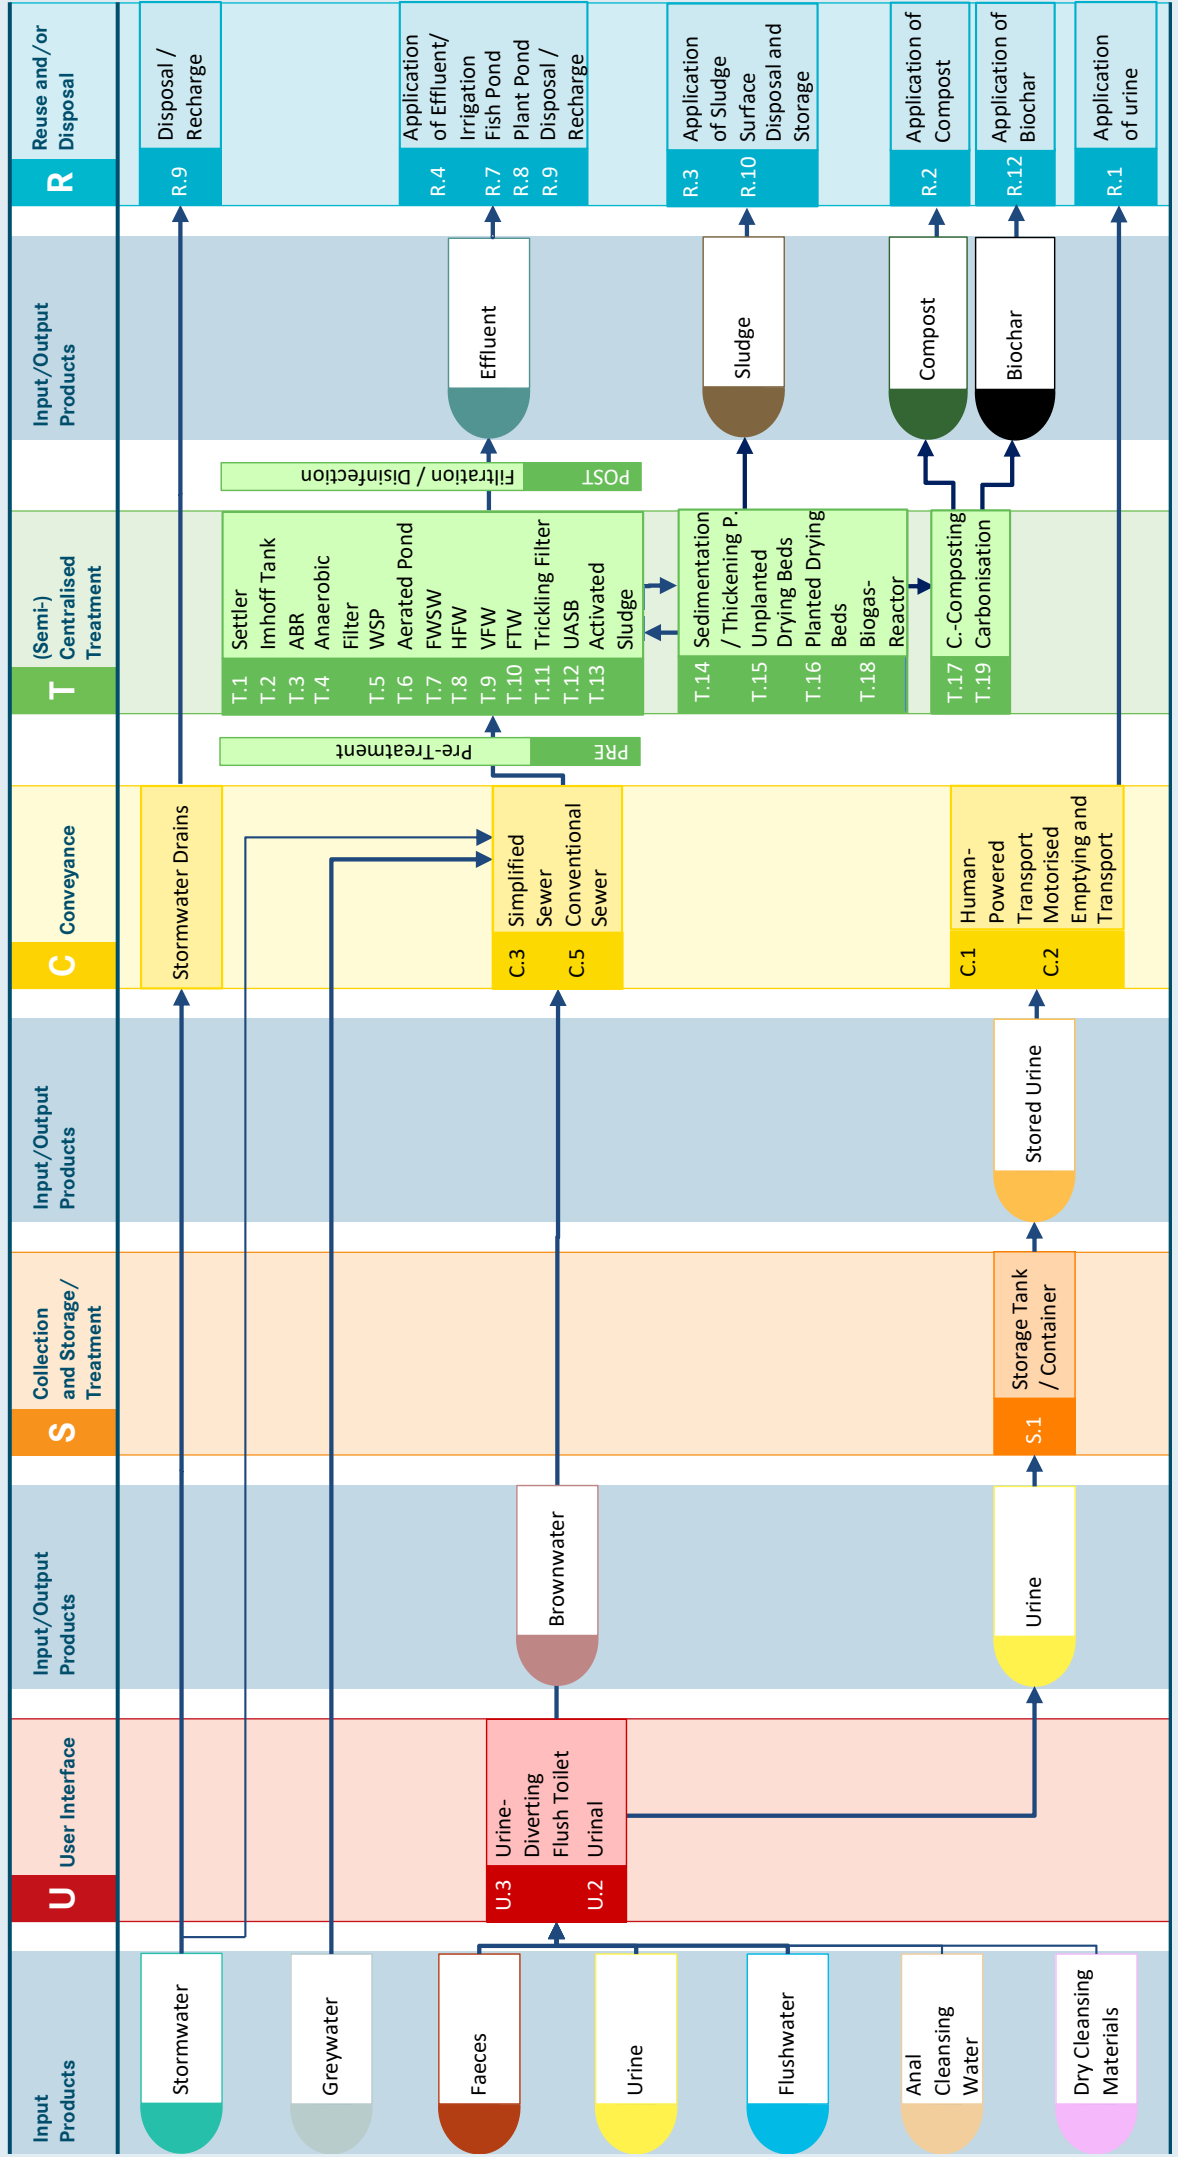 Input
Products
U
User Interface
Input/Output
Products
S
Collection
and Storage/
Treatment
Input/Output
Products
C
Conveyance
T
(Semi-)
Centralised
Treatment
Input/Output
Products
R
Reuse and/or
Disposal
Stormwater
Greywater
Faeces
Urine
Flushwater
Anal
Cleansing
Water
Dry Cleansing
Materials
U.3
Urine-
Diverting
Flush Toilet
U.2
Urinal
Brownwater
Urine
S.1
Storage Tank
/ Container
Stored Urine
Stormwater Drains
C.3
Simplified
Sewer
C.5
Conventional
Sewer
C.1
Human-
Powered
Transport
C.2
Motorised
Emptying and
Transport
PRE
Pre-Treatment
T.1
Settler
T.2
Imhoff Tank
T.3
ABR
T.4
Anaerobic
Filter
T.5
WSP
T.6
Aerated Pond
T.7
FWSW
T.8
HFW
T.9
VFW
T.10
FTW
T.11
Trickling Filter
T.12
UASB
T.13
Activated
Sludge
T.14
Sedimentation
/ Thickening P.
T.15
Unplanted
Drying Beds
T.16
Planted Drying
Beds
T.18
Biogas-
Reactor
T.17
C.-Composting
T.19
Carbonisation
POST
Filtration / Disinfection
Effluent
Sludge
Compost
Biochar
R.9
Disposal /
Recharge
R.4
Application
of Effluent/
Irrigation
R.7
Fish Pond
R.8
Plant Pond
R.9
Disposal /
Recharge
R.3
Application
of Sludge
R.10
Surface
Disposal and
Storage
R.2
Application of
Compost
R.12
Application of
Biochar
R.1
Application
of urine